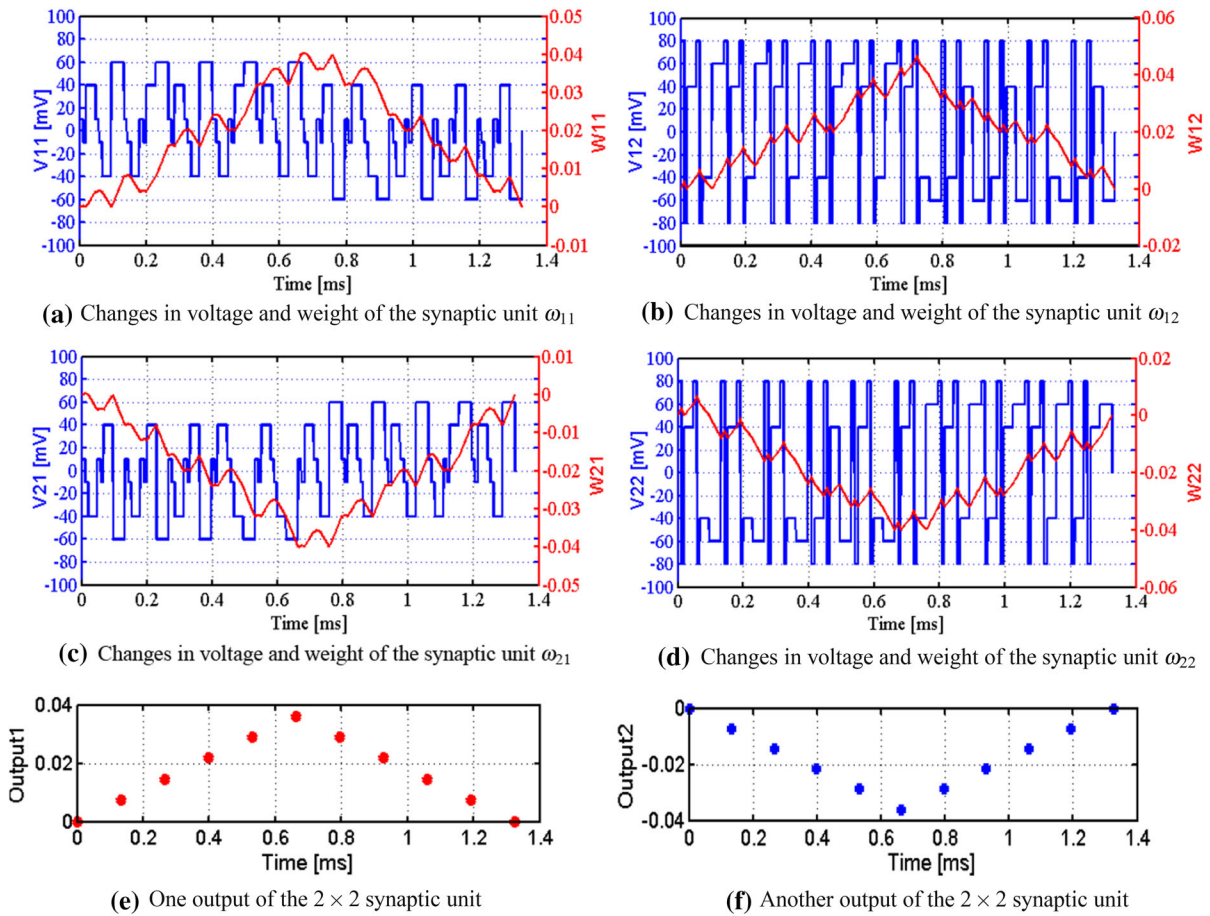 100
80
60
40
20
0
-20
-40
-60
-80
-100
V11 [mV]
0.05
0.04
0.03
0.02
0.01
0
-0.01
W11
0 0.2 0.4 0.6 0.8 1 1.2 1.4
Time [ms]
(a) Changes in voltage and weight of the synaptic unit ω11
100
80
60
40
20
0
-20
-40
-60
-80
-100
V12 [mV]
0.06
0.04
0.02
0
-0.02
W12
0 0.2 0.4 0.6 0.8 1 1.2 1.4
Time [ms]
(b) Changes in voltage and weight of the synaptic unit ω12
100
80
60
40
20
0
-20
-40
-60
-80
-100
V21 [mV]
0.01
0
-0.01
-0.02
-0.03
-0.04
-0.05
W21
0 0.2 0.4 0.6 0.8 1 1.2 1.4
Time [ms]
(c) Changes in voltage and weight of the synaptic unit ω21
100
80
60
40
20
0
-20
-40
-60
-80
-100
V22 [mV]
0.02
0
-0.02
-0.04
-0.06
W22
0 0.2 0.4 0.6 0.8 1 1.2 1.4
Time [ms]
(d) Changes in voltage and weight of the synaptic unit ω22
0.04
0.02
0
Output1
0 0.2 0.4 0.6 0.8 1 1.2 1.4
Time [ms]
(e) One output of the 2 × 2 synaptic unit
0
-0.02
-0.04
Output2
0 0.2 0.4 0.6 0.8 1 1.2 1.4
Time [ms]
(f) Another output of the 2 × 2 synaptic unit